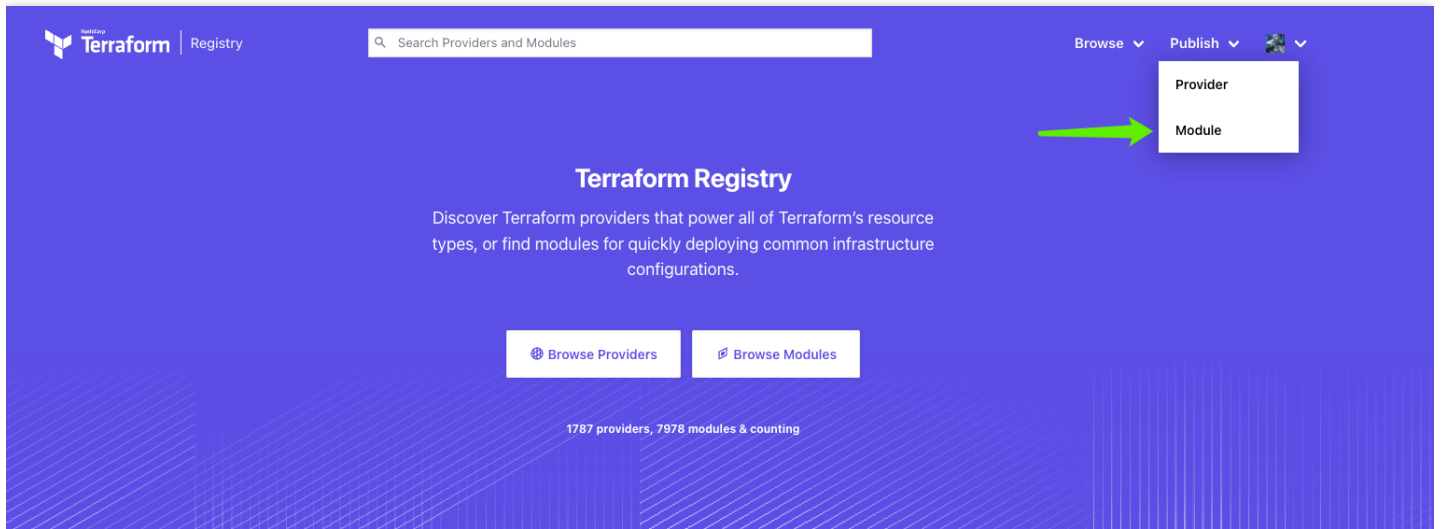 HashiCorp
Terraform
Registry
Search Providers and Modules
Browse
Publish
Provider
Module
Terraform Registry
Discover Terraform providers that power all of Terraform's resource
types, or find modules for quickly deploying common infrastructure
configurations.
Browse Providers
Browse Modules
1787 providers, 7978 modules & counting